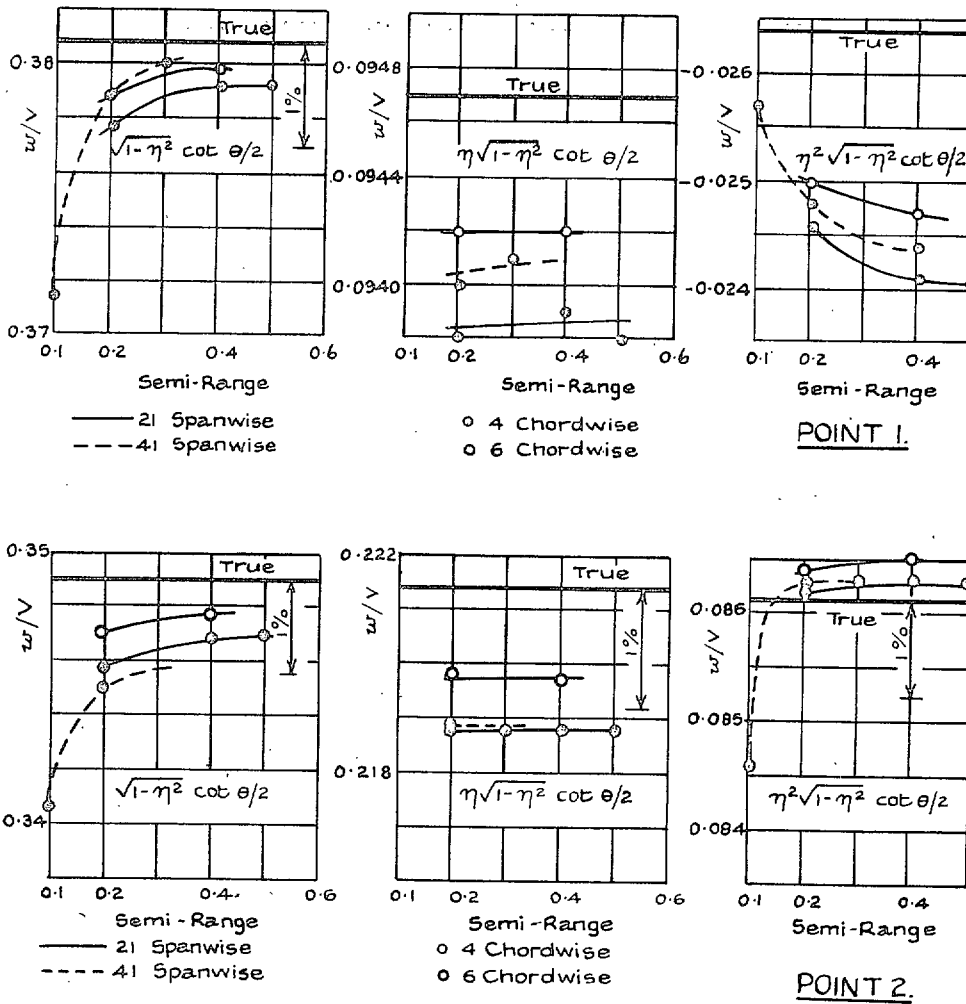 True
0.38
w/V
1%
√1-η² cot θ/2
0.37
0.1 0.2 0.4 0.6
Semi-Range
21 Spanwise
41 Spanwise
0.0948
True
w/V
η√1-η² cot θ/2
0.0944
0.0940
0.2 0.4 0.6
Semi-Range
4 Chordwise
6 Chordwise
True
-0.026
w/V
η²√1-η² cot θ/2
-0.025
-0.024
0.1 0.2 0.4
Semi-Range
POINT 1.
0.35
True
w/V
1%
√1-η² cot θ/2
0.34
0.1 0.2 0.4 0.6
Semi-Range
21 Spanwise
41 Spanwise
0.222
True
w/V
1%
0.218
η√1-η² cot θ/2
0.2 0.4 0.6
Semi-Range
4 Chordwise
6 Chordwise
0.086
True
w/V
1%
0.085
η²√1-η² cot θ/2
0.084
0.1 0.2 0.4
Semi-Range
POINT 2.